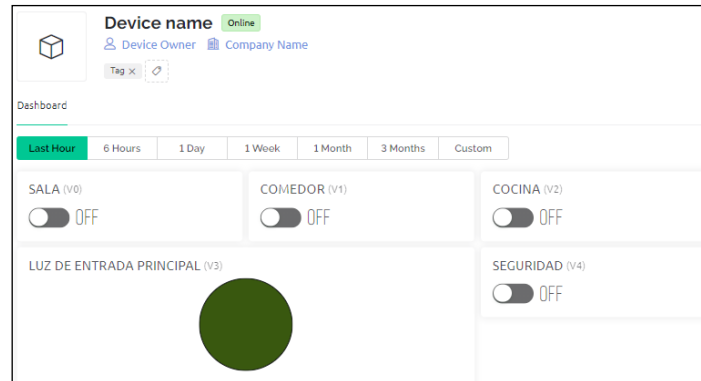 Device name Online
Device Owner Company Name
Tag ×
Dashboard
Last Hour 6 Hours 1 Day 1 Week 1 Month 3 Months Custom
SALA (V0) COMEDOR (V1) COCINA (V2)
OFF OFF OFF
LUZ DE ENTRADA PRINCIPAL (V3) SEGURIDAD (V4)
OFF